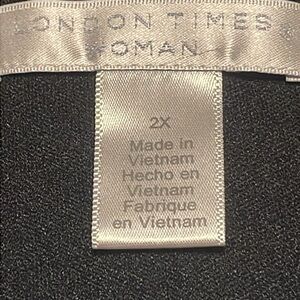 LONDON TIMES
WOMAN
2X
Made in
Vietnam
Hecho en
Vietnam
Fabrique
en Vietnam